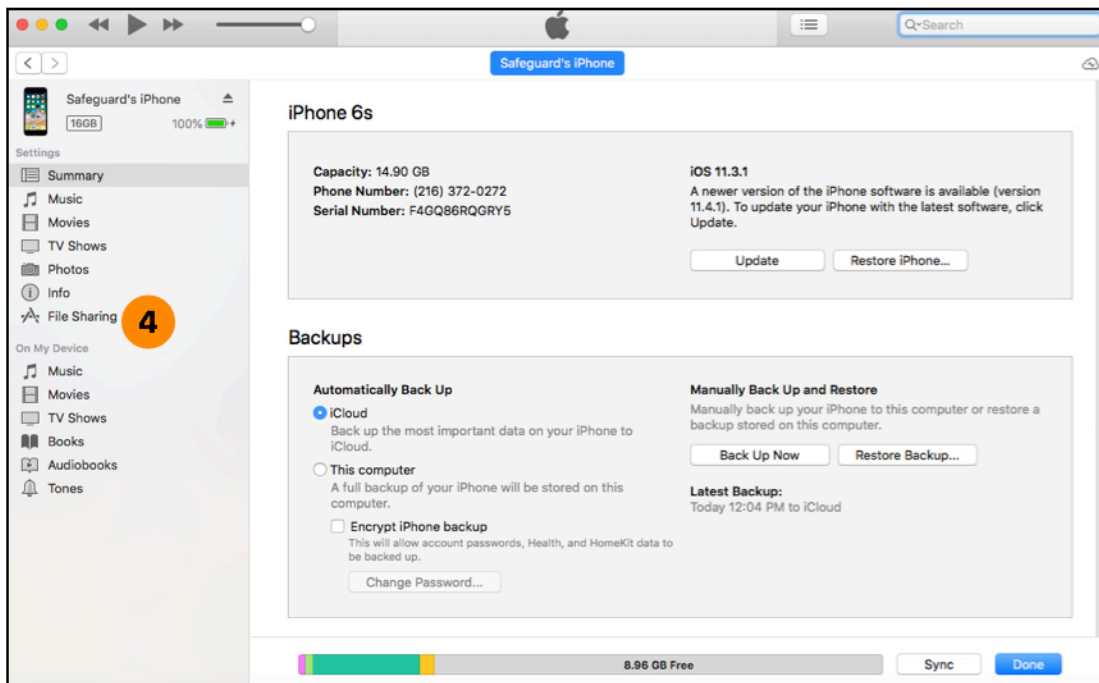 Search
Safeguard's iPhone
Safeguard's iPhone
16GB
100%
Settings
Summary
Music
Movies
TV Shows
Photos
Info
File Sharing
4
On My Device
Music
Movies
TV Shows
Books
Audiobooks
Tones
iPhone 6s
Capacity: 14.90 GB
Phone Number: (216) 372-0272
Serial Number: F4GQ86RQGRY5
iOS 11.3.1
A newer version of the iPhone software is available (version
11.4.1). To update your iPhone with the latest software, click
Update.
Update
Restore iPhone...
Backups
Automatically Back Up
iCloud
Back up the most important data on your iPhone to
iCloud.
This computer
A full backup of your iPhone will be stored on this
computer.
Encrypt iPhone backup
This will allow account passwords, Health, and HomeKit data to
be backed up.
Change Password...
Manually Back Up and Restore
Manually back up your iPhone to this computer or restore a
backup stored on this computer.
Back Up Now
Restore Backup...
Latest Backup:
Today 12:04 PM to iCloud
8.96 GB Free
Sync
Done